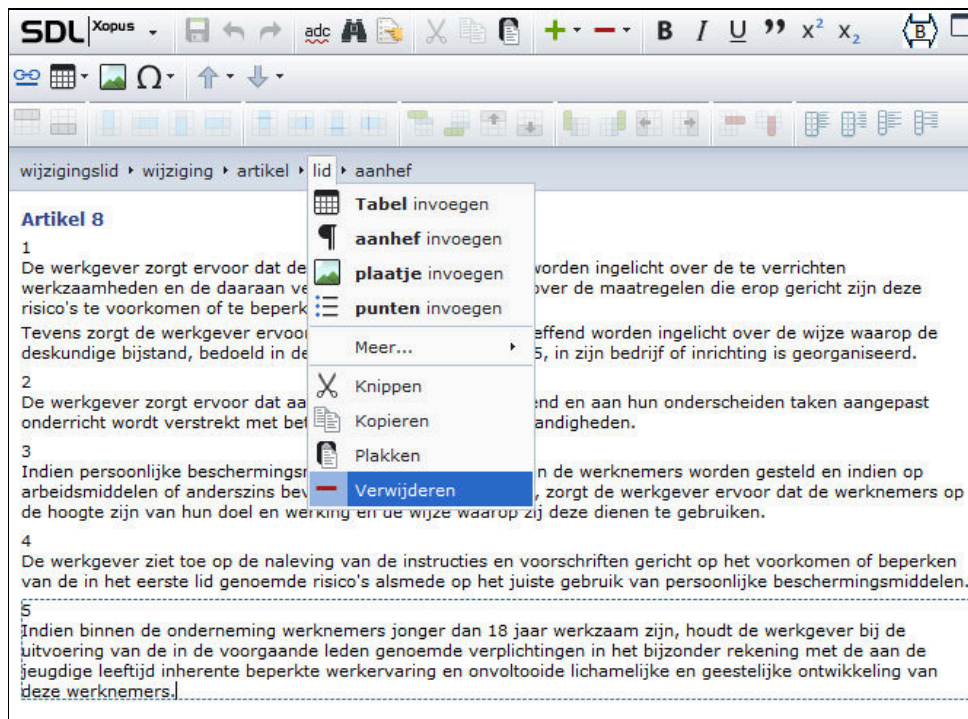 SDL Xopus
adc B I U ” x² x₂ B
Ω
wijzigingslid ‣ wijziging ‣ artikel ‣ lid ‣ aanhef
Tabel invoegen
aanhef invoegen
plaatje invoegen
punten invoegen
Meer...
Knippen
Kopieren
Plakken
Verwijderen
Artikel 8
1
De werkgever zorgt ervoor dat de worden ingelicht over de te verrichten
werkzaamheden en de daaraan ve over de maatregelen die erop gericht zijn deze
risico's te voorkomen of te beperk
Tevens zorgt de werkgever ervoor effend worden ingelicht over de wijze waarop de
deskundige bijstand, bedoeld in de 5, in zijn bedrijf of inrichting is georganiseerd.
2
De werkgever zorgt ervoor dat aa end en aan hun onderscheiden taken aangepast
onderricht wordt verstrekt met bet andigheden.
3
Indien persoonlijke beschermings n de werknemers worden gesteld en indien op
arbeidsmiddelen of anderszins bev , zorgt de werkgever ervoor dat de werknemers op
de hoogte zijn van hun doel en werking en de wijze waarop zij deze dienen te gebruiken.
4
De werkgever ziet toe op de naleving van de instructies en voorschriften gericht op het voorkomen of beperken
van de in het eerste lid genoemde risico's alsmede op het juiste gebruik van persoonlijke beschermingsmiddelen.
5
Indien binnen de onderneming werknemers jonger dan 18 jaar werkzaam zijn, houdt de werkgever bij de
uitvoering van de in de voorgaande leden genoemde verplichtingen in het bijzonder rekening met de aan de
jeugdige leeftijd inherente beperkte werkervaring en onvoltooide lichamelijke en geestelijke ontwikkeling van
deze werknemers.